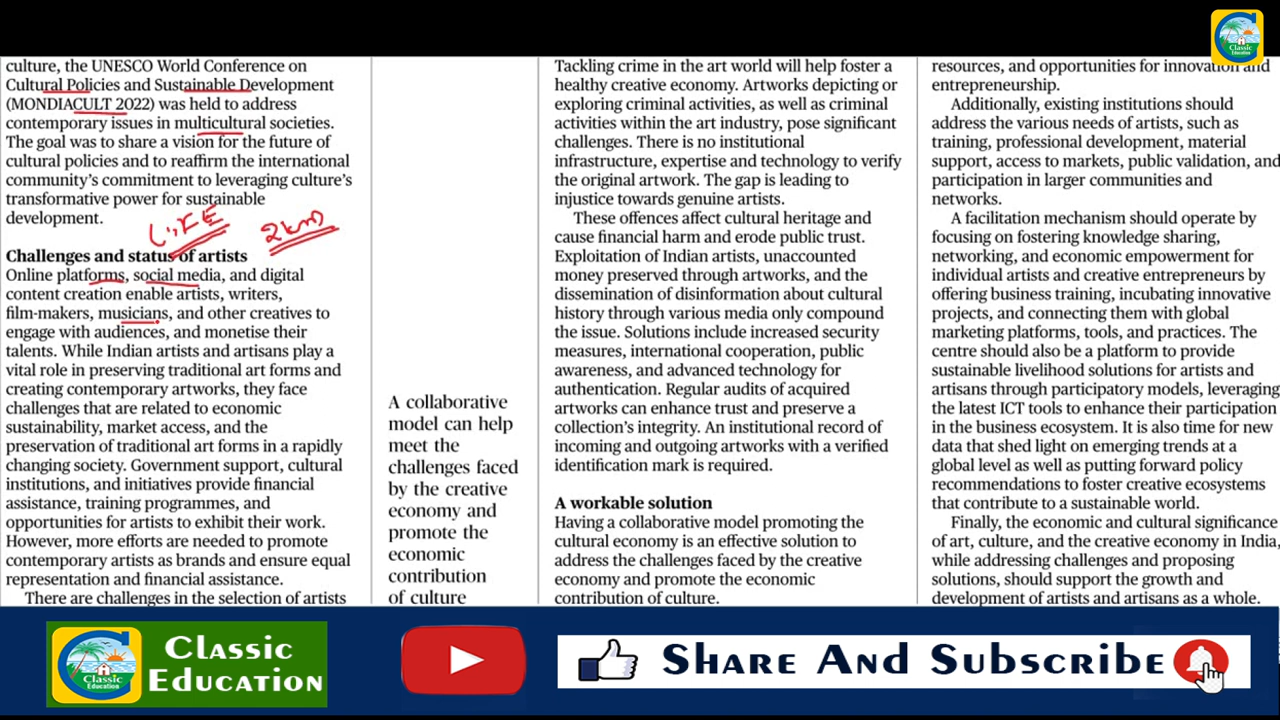 Classic
Education
culture, the UNESCO World Conference on
Cultural Policies and Sustainable Development
(MONDIACULT 2022) was held to address
contemporary issues in multicultural societies.
The goal was to share a vision for the future of
cultural policies and to reaffirm the international
community's commitment to leveraging culture's
transformative power for sustainable
development.
Challenges and status of artists
Online platforms, social media, and digital
content creation enable artists, writers,
film-makers, musicians, and other creatives to
engage with audiences, and monetise their
talents. While Indian artists and artisans play a
vital role in preserving traditional art forms and
creating contemporary artworks, they face
challenges that are related to economic
sustainability, market access, and the
preservation of traditional art forms in a rapidly
changing society. Government support, cultural
institutions, and initiatives provide financial
assistance, training programmes, and
opportunities for artists to exhibit their work.
However, more efforts are needed to promote
contemporary artists as brands and ensure equal
representation and financial assistance.
There are challenges in the selection of artists
A collaborative
model can help
meet the
challenges faced
by the creative
economy and
promote the
economic
contribution
of culture
Tackling crime in the art world will help foster a
healthy creative economy. Artworks depicting or
exploring criminal activities, as well as criminal
activities within the art industry, pose significant
challenges. There is no institutional
infrastructure, expertise and technology to verify
the original artwork. The gap is leading to
injustice towards genuine artists.
These offences affect cultural heritage and
cause financial harm and erode public trust.
Exploitation of Indian artists, unaccounted
money preserved through artworks, and the
dissemination of disinformation about cultural
history through various media only compound
the issue. Solutions include increased security
measures, international cooperation, public
awareness, and advanced technology for
authentication. Regular audits of acquired
artworks can enhance trust and preserve a
collection's integrity. An institutional record of
incoming and outgoing artworks with a verified
identification mark is required.
A workable solution
Having a collaborative model promoting the
cultural economy is an effective solution to
address the challenges faced by the creative
economy and promote the economic
contribution of culture.
resources, and opportunities for innovation and
entrepreneurship.
Additionally, existing institutions should
address the various needs of artists, such as
training, professional development, material
support, access to markets, public validation, and
participation in larger communities and
networks.
A facilitation mechanism should operate by
focusing on fostering knowledge sharing,
networking, and economic empowerment for
individual artists and creative entrepreneurs by
offering business training, incubating innovative
projects, and connecting them with global
marketing platforms, tools, and practices. The
centre should also be a platform to provide
sustainable livelihood solutions for artists and
artisans through participatory models, leveraging
the latest ICT tools to enhance their participation
in the business ecosystem. It is also time for new
data that shed light on emerging trends at a
global level as well as putting forward policy
recommendations to foster creative ecosystems
that contribute to a sustainable world.
Finally, the economic and cultural significance
of art, culture, and the creative economy in India,
while addressing challenges and proposing
solutions, should support the growth and
development of artists and artisans as a whole.
Classic
Education
Classic
Education
Share And Subscribe